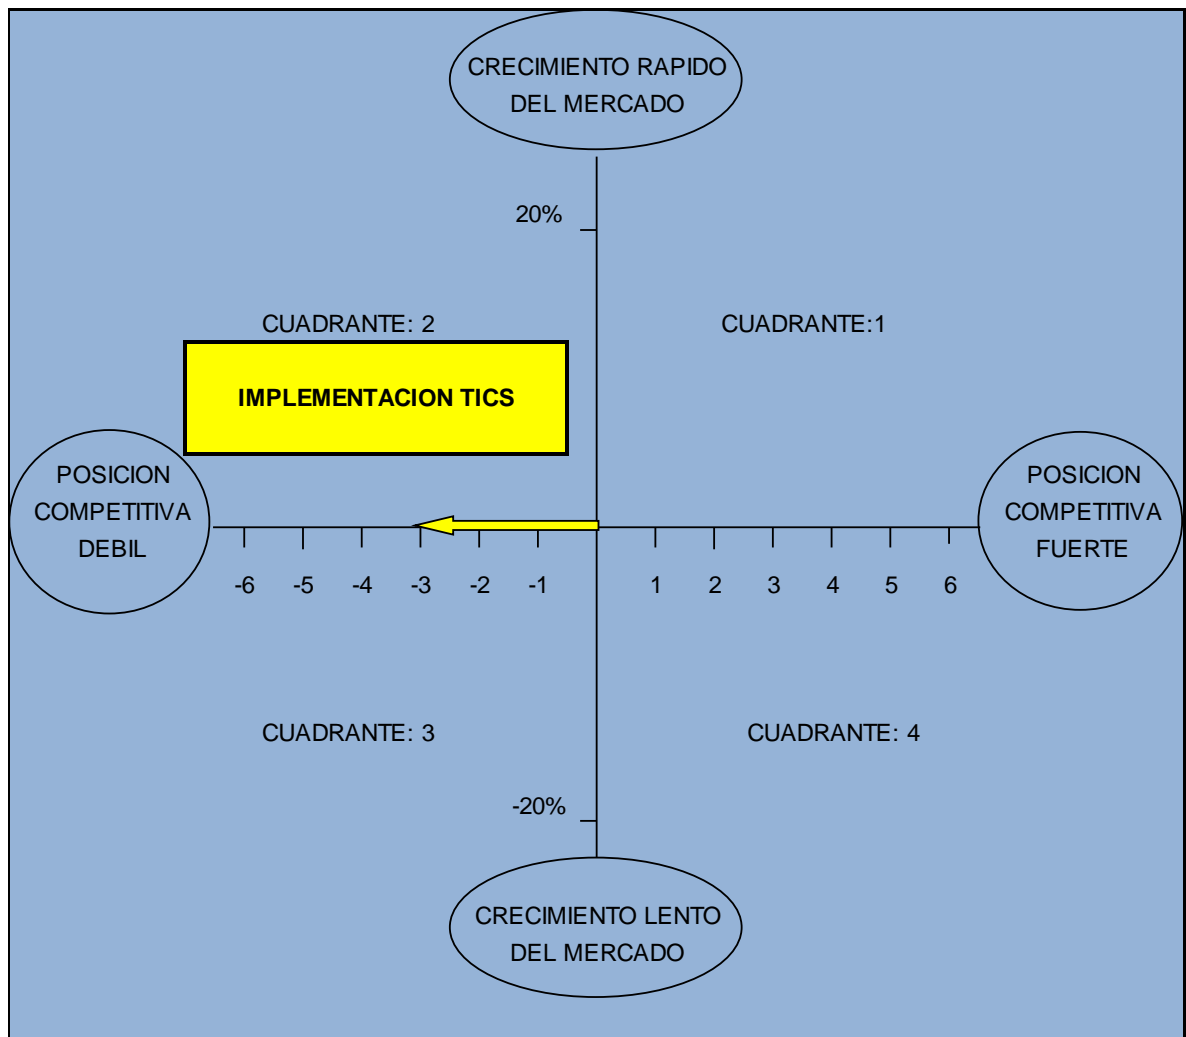 CRECIMIENTO RAPIDO
DEL MERCADO
20%
CUADRANTE: 2
CUADRANTE:1
IMPLEMENTACION TICS
POSICION
COMPETITIVA
DEBIL
POSICION
COMPETITIVA
FUERTE
-6 -5 -4 -3 -2 -1 1 2 3 4 5 6
CUADRANTE: 3
CUADRANTE: 4
-20%
CRECIMIENTO LENTO
DEL MERCADO